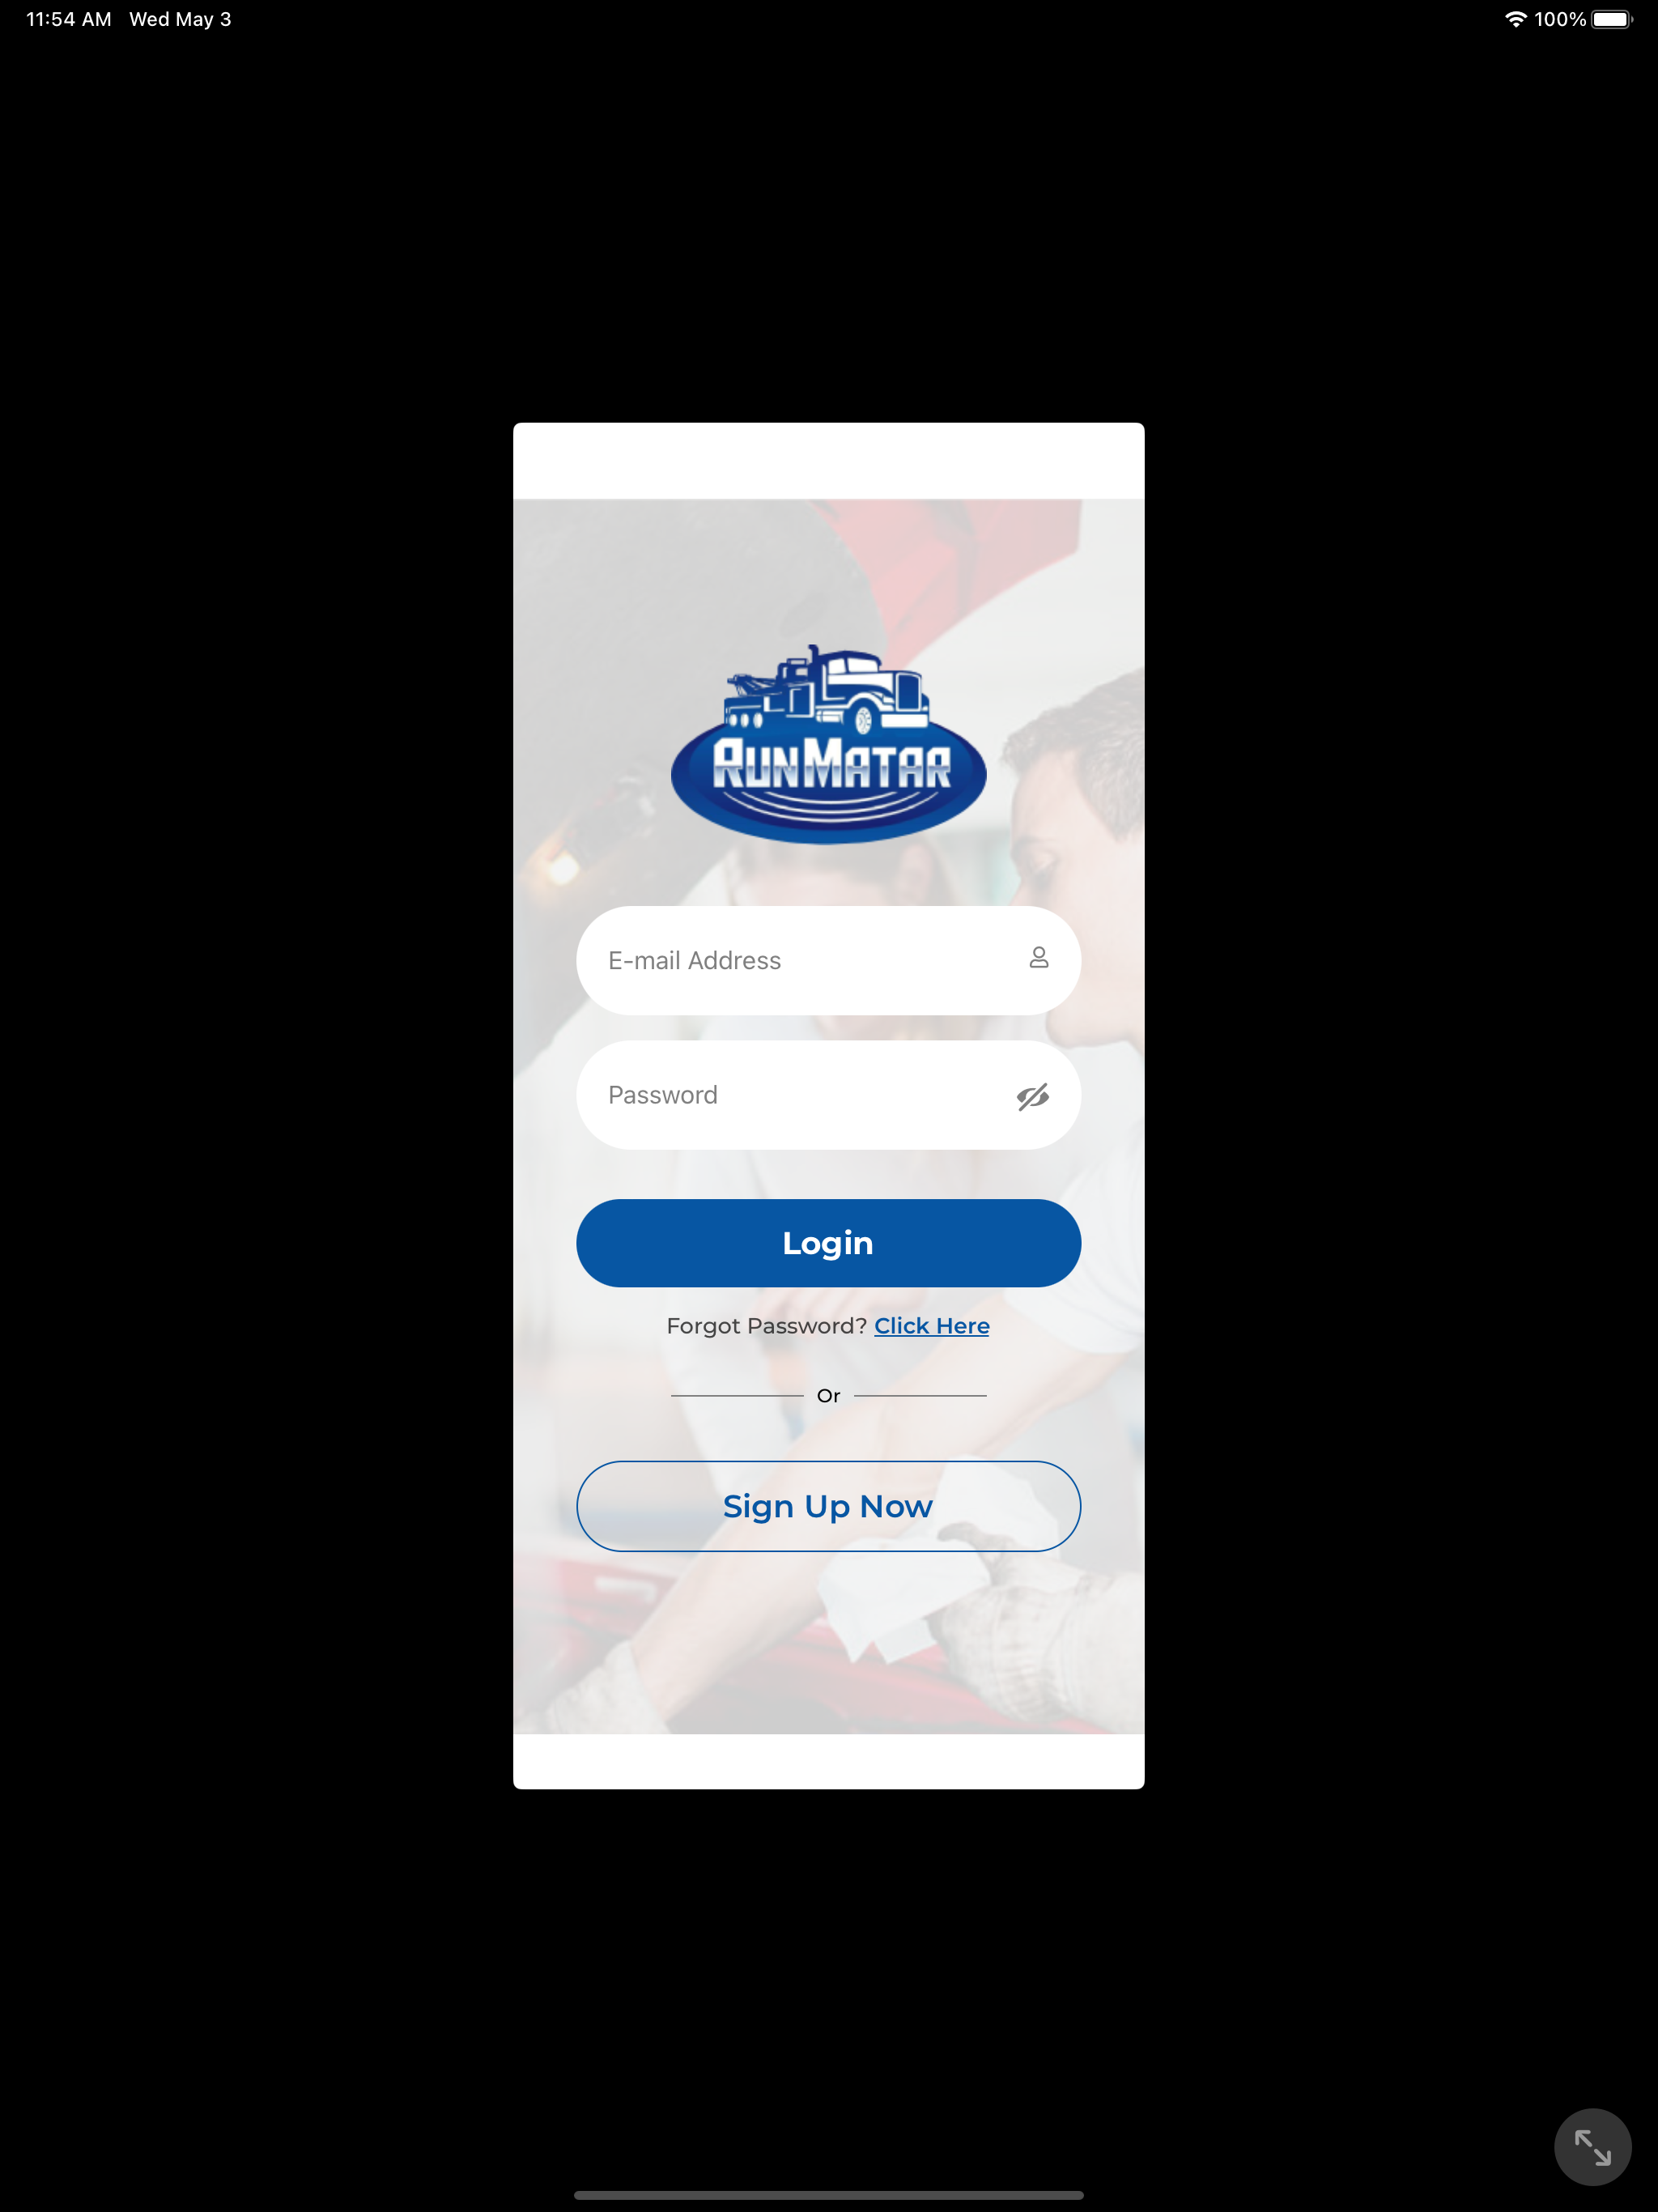 11:54 AM Wed May 3
100%
RUNMATAR
E-mail Address
Password
Login
Forgot Password? Click Here
Or
Sign Up Now